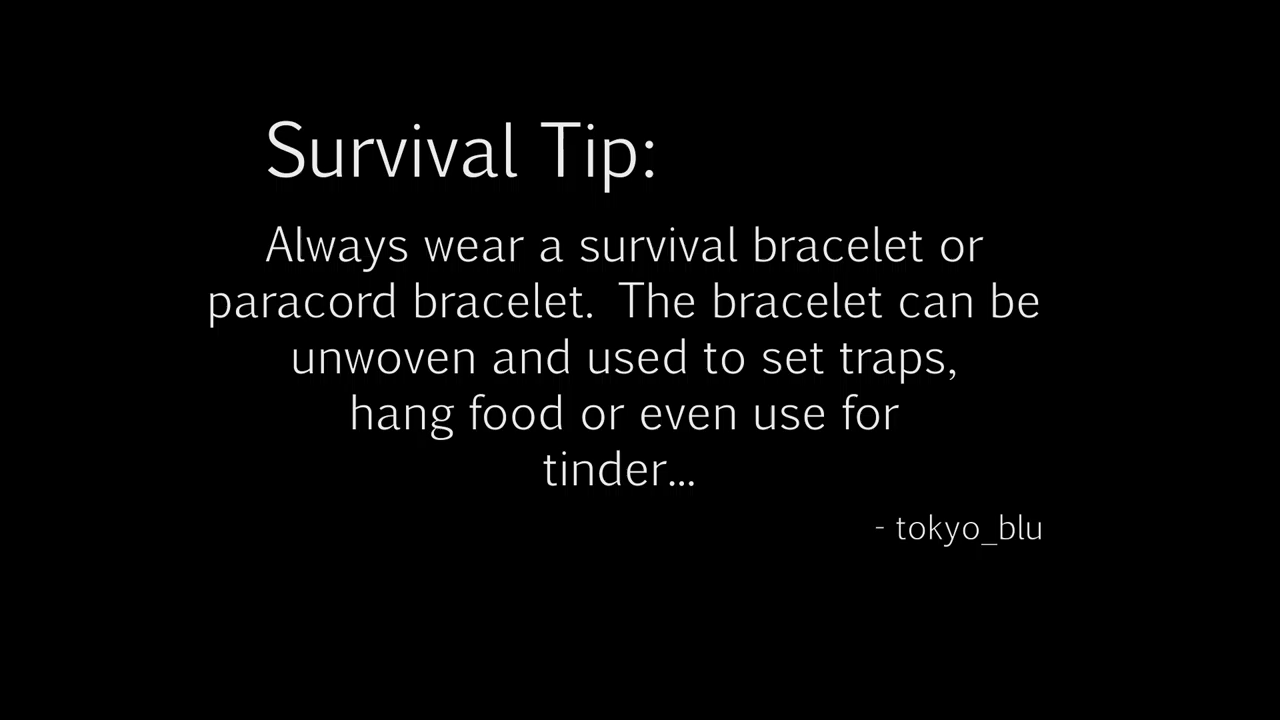 Survival Tip:
Always wear a survival bracelet or
paracord bracelet.  The bracelet can be
unwoven and used to set traps,
hang food or even use for
tinder...
- tokyo_blu